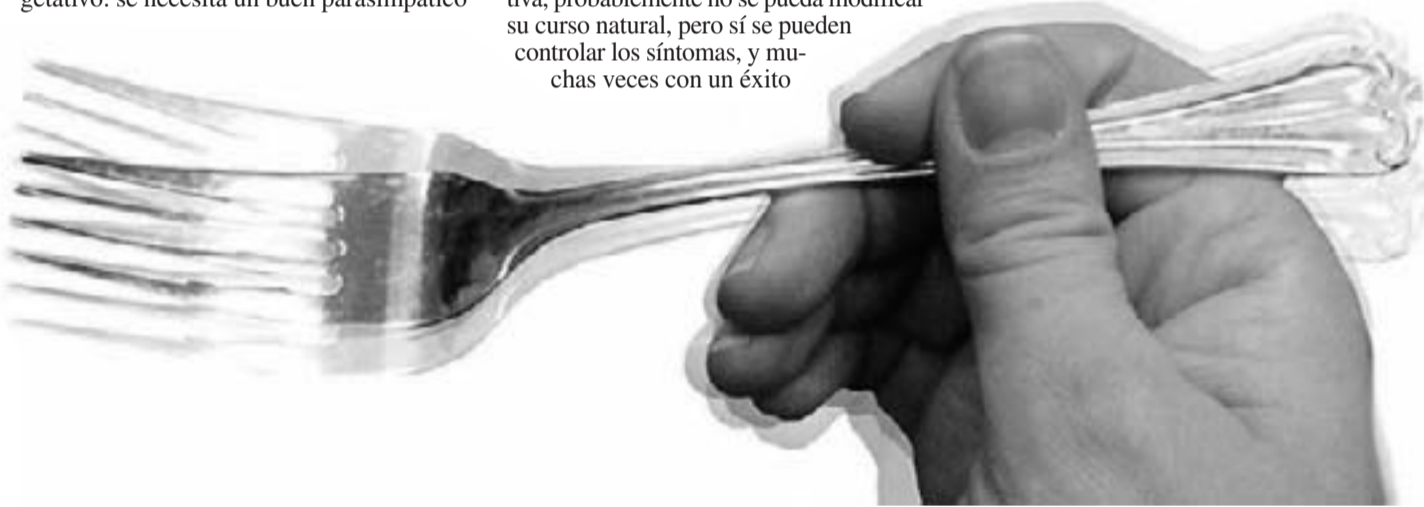 getativo: se necesita un buen parasimpático
tiva, probablemente no se pueda modificar
su curso natural, pero sí se pueden
controlar los síntomas, y mu-
chas veces con un éxito